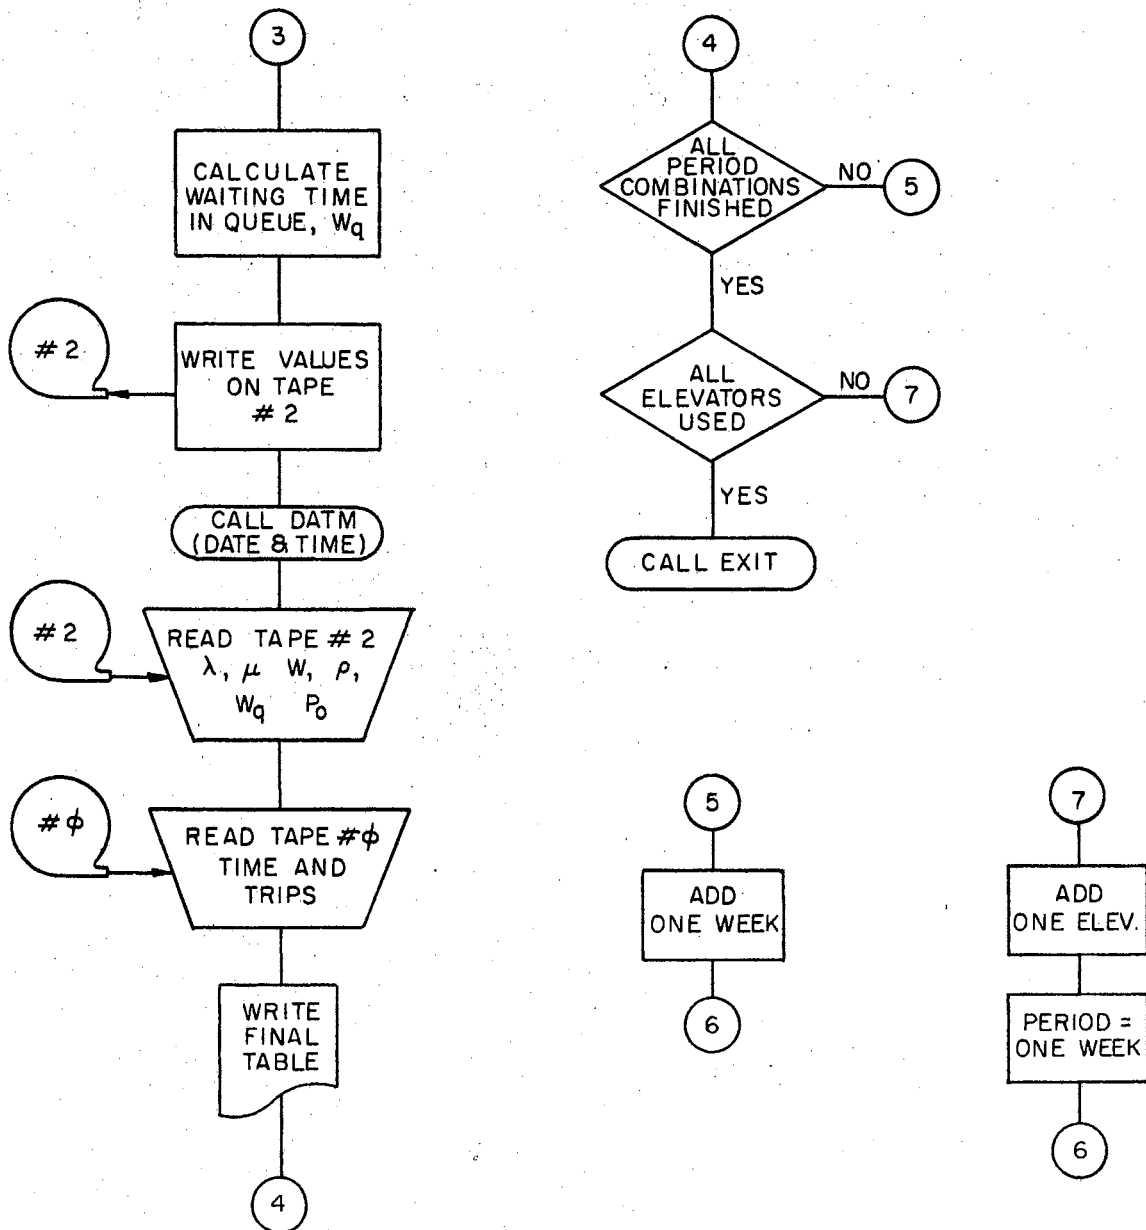 3
CALCULATE
WAITING TIME
IN QUEUE, Wq
# 2
WRITE VALUES
ON TAPE
# 2
CALL DATM
(DATE & TIME)
#2
READ TAPE # 2
λ, μ W, ρ,
Wq Po
#ϕ
READ TAPE #ϕ
TIME AND
TRIPS
WRITE
FINAL
TABLE
4
4
ALL
PERIOD
COMBINATIONS
FINISHED
NO
5
YES
ALL
ELEVATORS
USED
NO
7
YES
CALL EXIT
5
ADD
ONE WEEK
6
7
ADD
ONE ELEV.
PERIOD =
ONE WEEK
6